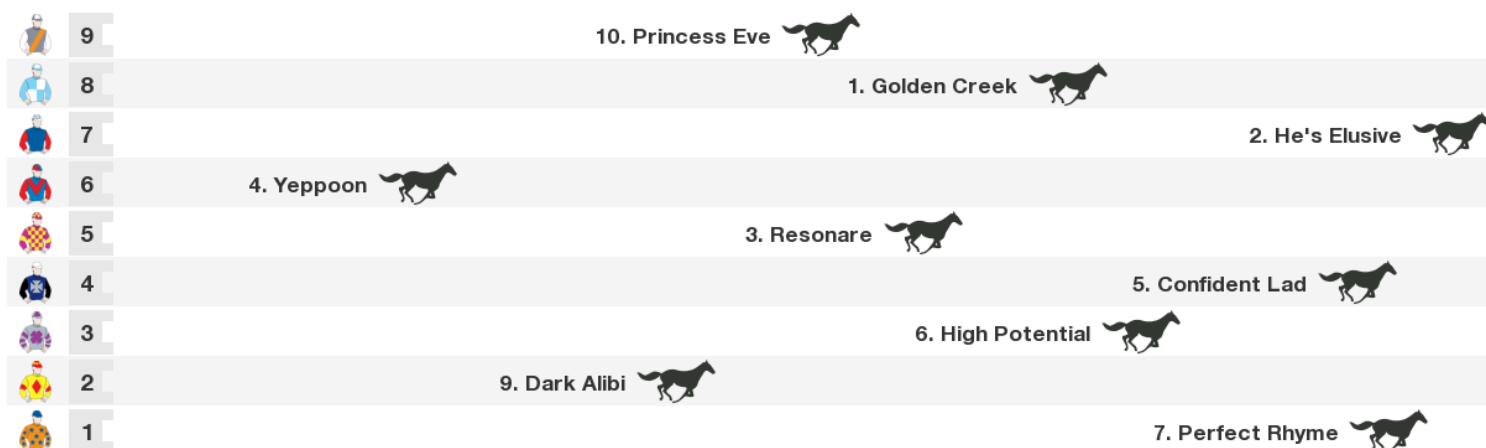 9 10. Princess Eve
8 1. Golden Creek
7 2. He's Elusive
6 4. Yeppoon
5 3. Resonare
4 5. Confident Lad
3 6. High Potential
2 9. Dark Alibi
1 7. Perfect Rhyme